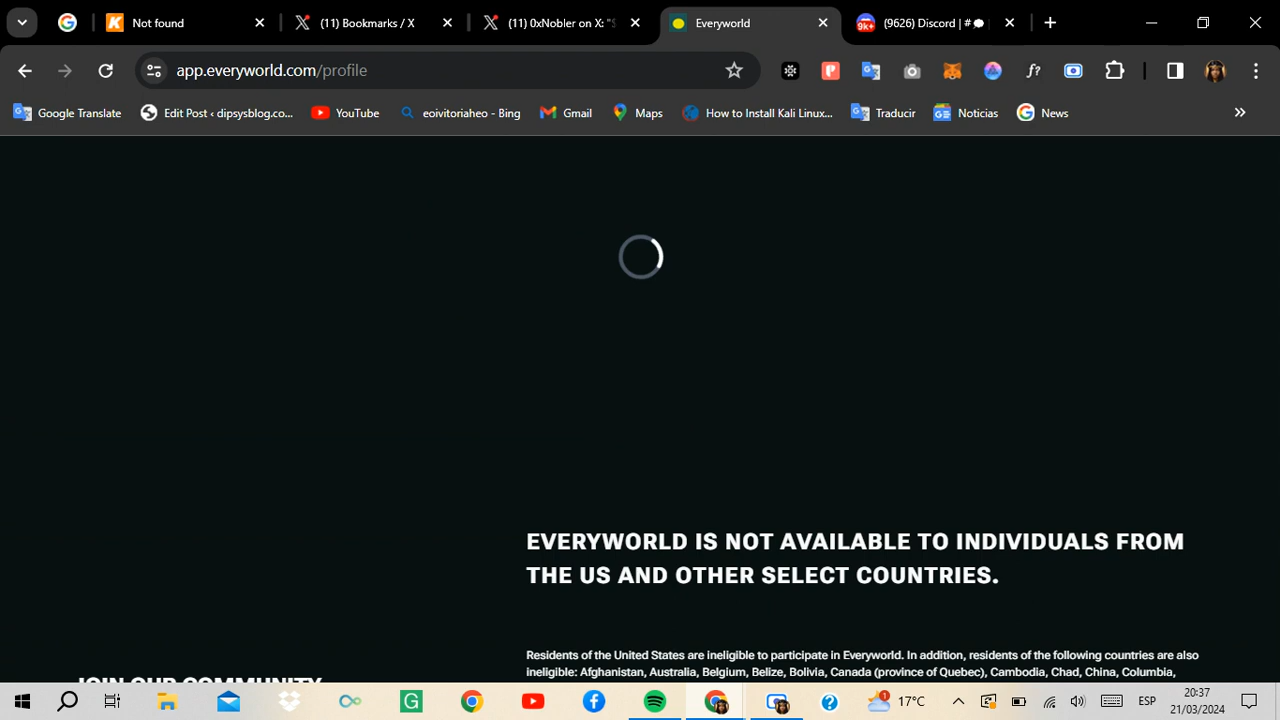 Not found
(11) Bookmarks / X
(11) 0xNobler on X: "S
Everyworld
9k+
(9626) Discord | #
app.everyworld.com/profile
f?
Google Translate
Edit Post ‹ dipsysblog.co...
YouTube
eoivitoriaheo - Bing
Gmail
Maps
How to Install Kali Linux...
Traducir
Noticias
News
EVERYWORLD IS NOT AVAILABLE TO INDIVIDUALS FROM
THE US AND OTHER SELECT COUNTRIES.
Residents of the United States are ineligible to participate in Everyworld. In addition, residents of the following countries are also
ineligible: Afghanistan, Australia, Belgium, Belize, Bolivia, Canada (province of Quebec), Cambodia, Chad, China, Columbia,
JOIN OUR COMMUNITY
17°C
ESP
20:37
21/03/2024